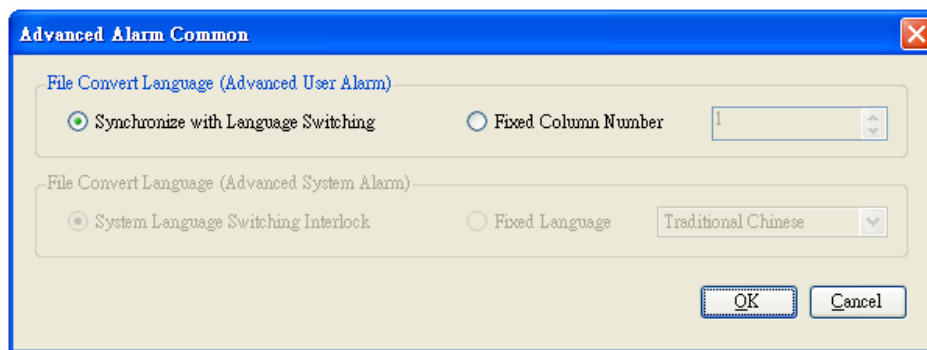 Advanced Alarm Common
File Convert Language (Advanced User Alarm)
Synchronize with Language Switching Fixed Column Number 1
File Convert Language (Advanced System Alarm)
System Language Switching Interlock Fixed Language Traditional Chinese
OK Cancel